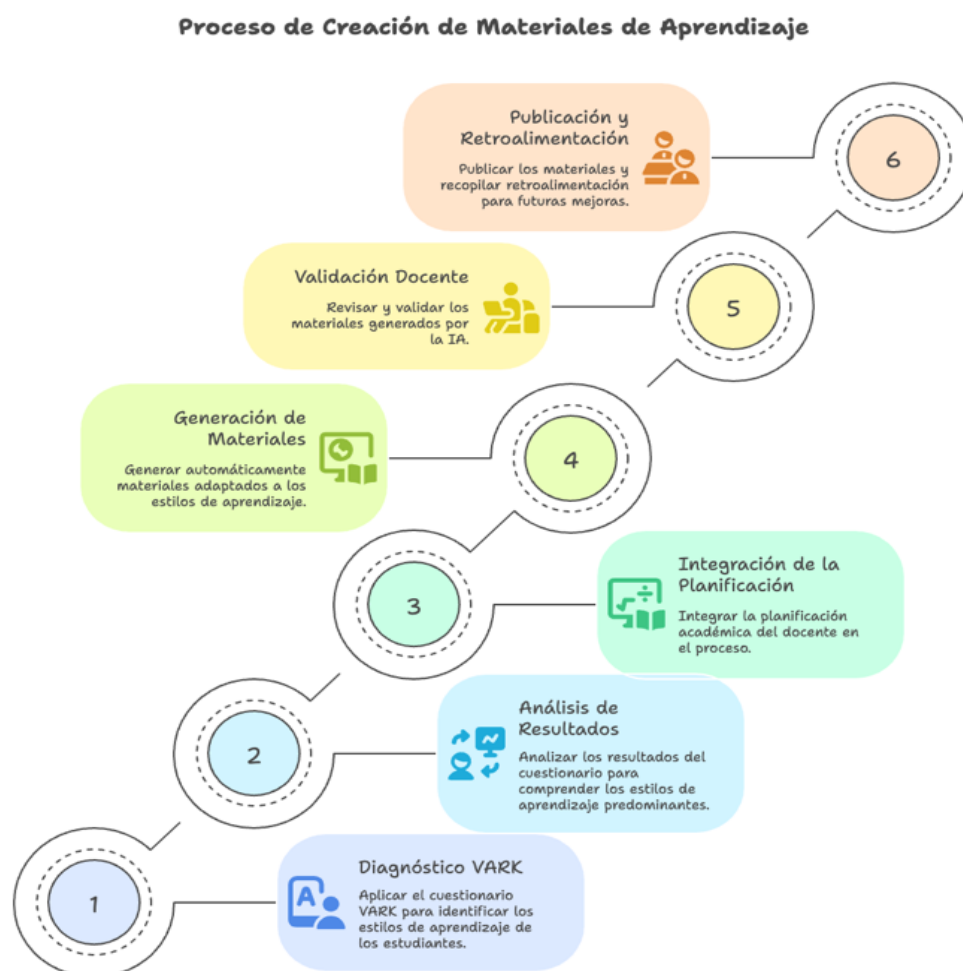 Proceso de Creación de Materiales de Aprendizaje
Publicación y
Retroalimentación
Publicar los materiales y
recopilar retroalimentación
para futuras mejoras.
6
Validación Docente
Revisar y validar los
materiales generados por
la IA.
5
Generación de
Materiales
Generar automáticamente
materiales adaptados a los
estilos de aprendizaje.
4
3
Integración de la
Planificación
Integrar la planificación
académica del docente en
el proceso.
2
Análisis de
Resultados
Analizar los resultados del
cuestionario para
comprender los estilos de
aprendizaje predominantes.
1
A
Diagnóstico VARK
Aplicar el cuestionario
VARK para identificar los
estilos de aprendizaje de
los estudiantes.